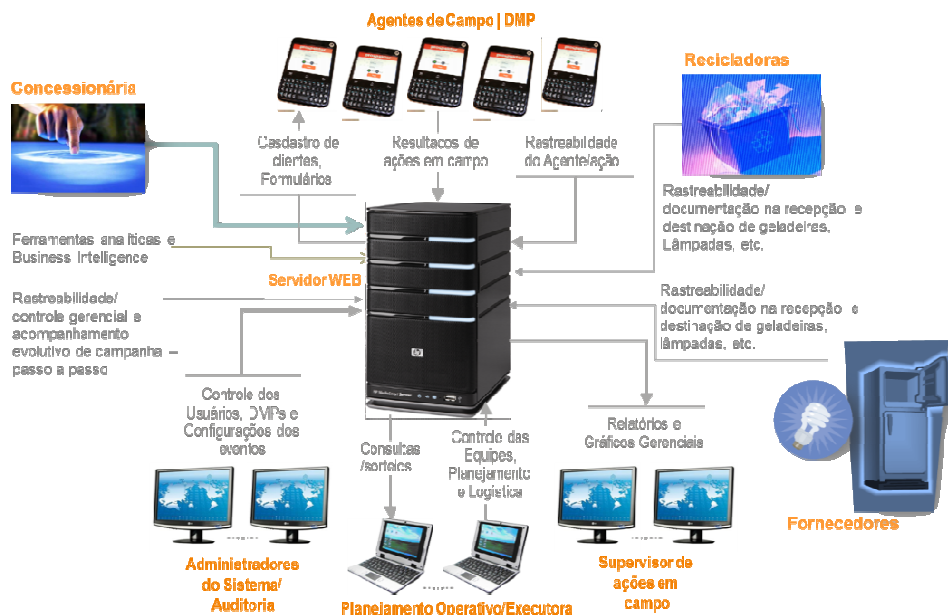 Agentes de Campo | DMP
Concessionária
Recicladoras
Casdastro de
clientes,
Formulários
Resultacos de
ações em campo
Rastreabilidade
do Agente/ação
Rastreabilidade/
documentação na recepção e
destinação de geladeiras,
Lâmpadas, etc.
Ferramentas analíticas e
Business Intelligence
Servidor WEB
Rastreabilidade/
controle gerencial e
acompanhamento
evolutivo de campanha –
passo a passo
Rastreabilidade/
documentação na recepção e
destinação de geladeiras,
lâmpadas, etc.
hp
Controle dos
Usuários, DMPs e
Configurações dos
eventos
Consultas
/sorteios
Controle das
Equipes,
Planejamento
e Logística
Relatórios e
Gráficos Gerenciais
Fornecedores
Administradores
do Sistema/
Auditoria
Planejamento Operativo/Executora
Supervisor de
ações em
campo